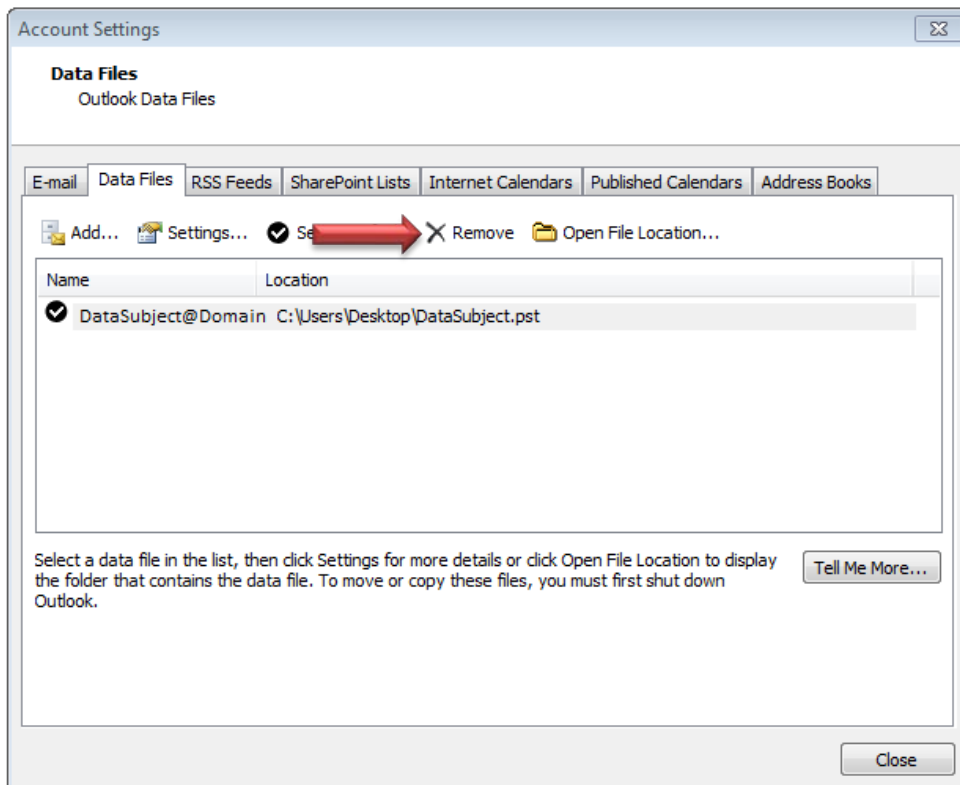 Account Settings
Data Files
Outlook Data Files
E-mail Data Files RSS Feeds SharePoint Lists Internet Calendars Published Calendars Address Books
Add... Settings... Remove Open File Location...
Name Location
DataSubject@Domain C:\Users\Desktop\DataSubject.pst
Select a data file in the list, then click Settings for more details or click Open File Location to display
the folder that contains the data file. To move or copy these files, you must first shut down
Outlook.
Tell Me More...
Close